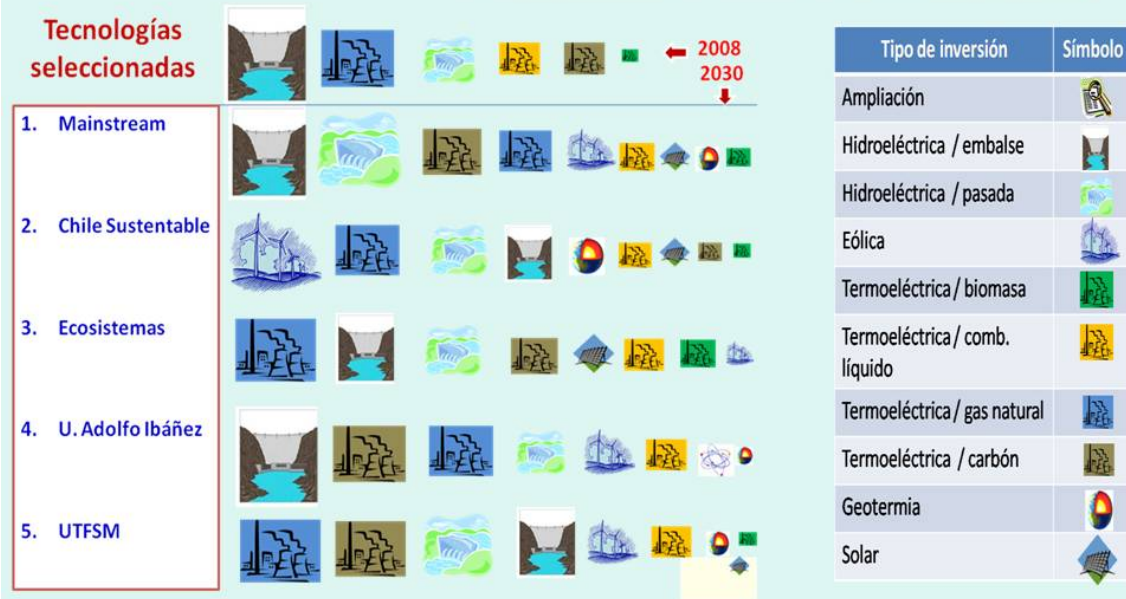 Tecnologías
seleccionadas
2008
2030
1. Mainstream
2. Chile Sustentable
3. Ecosistemas
4. U. Adolfo Ibáñez
5. UTFSM
Tipo de inversión Símbolo
Ampliación
Hidroeléctrica / embalse
Hidroeléctrica / pasada
Eólica
Termoeléctrica / biomasa
Termoeléctrica / comb.
líquido
Termoeléctrica / gas natural
Termoeléctrica / carbón
Geotermia
Solar